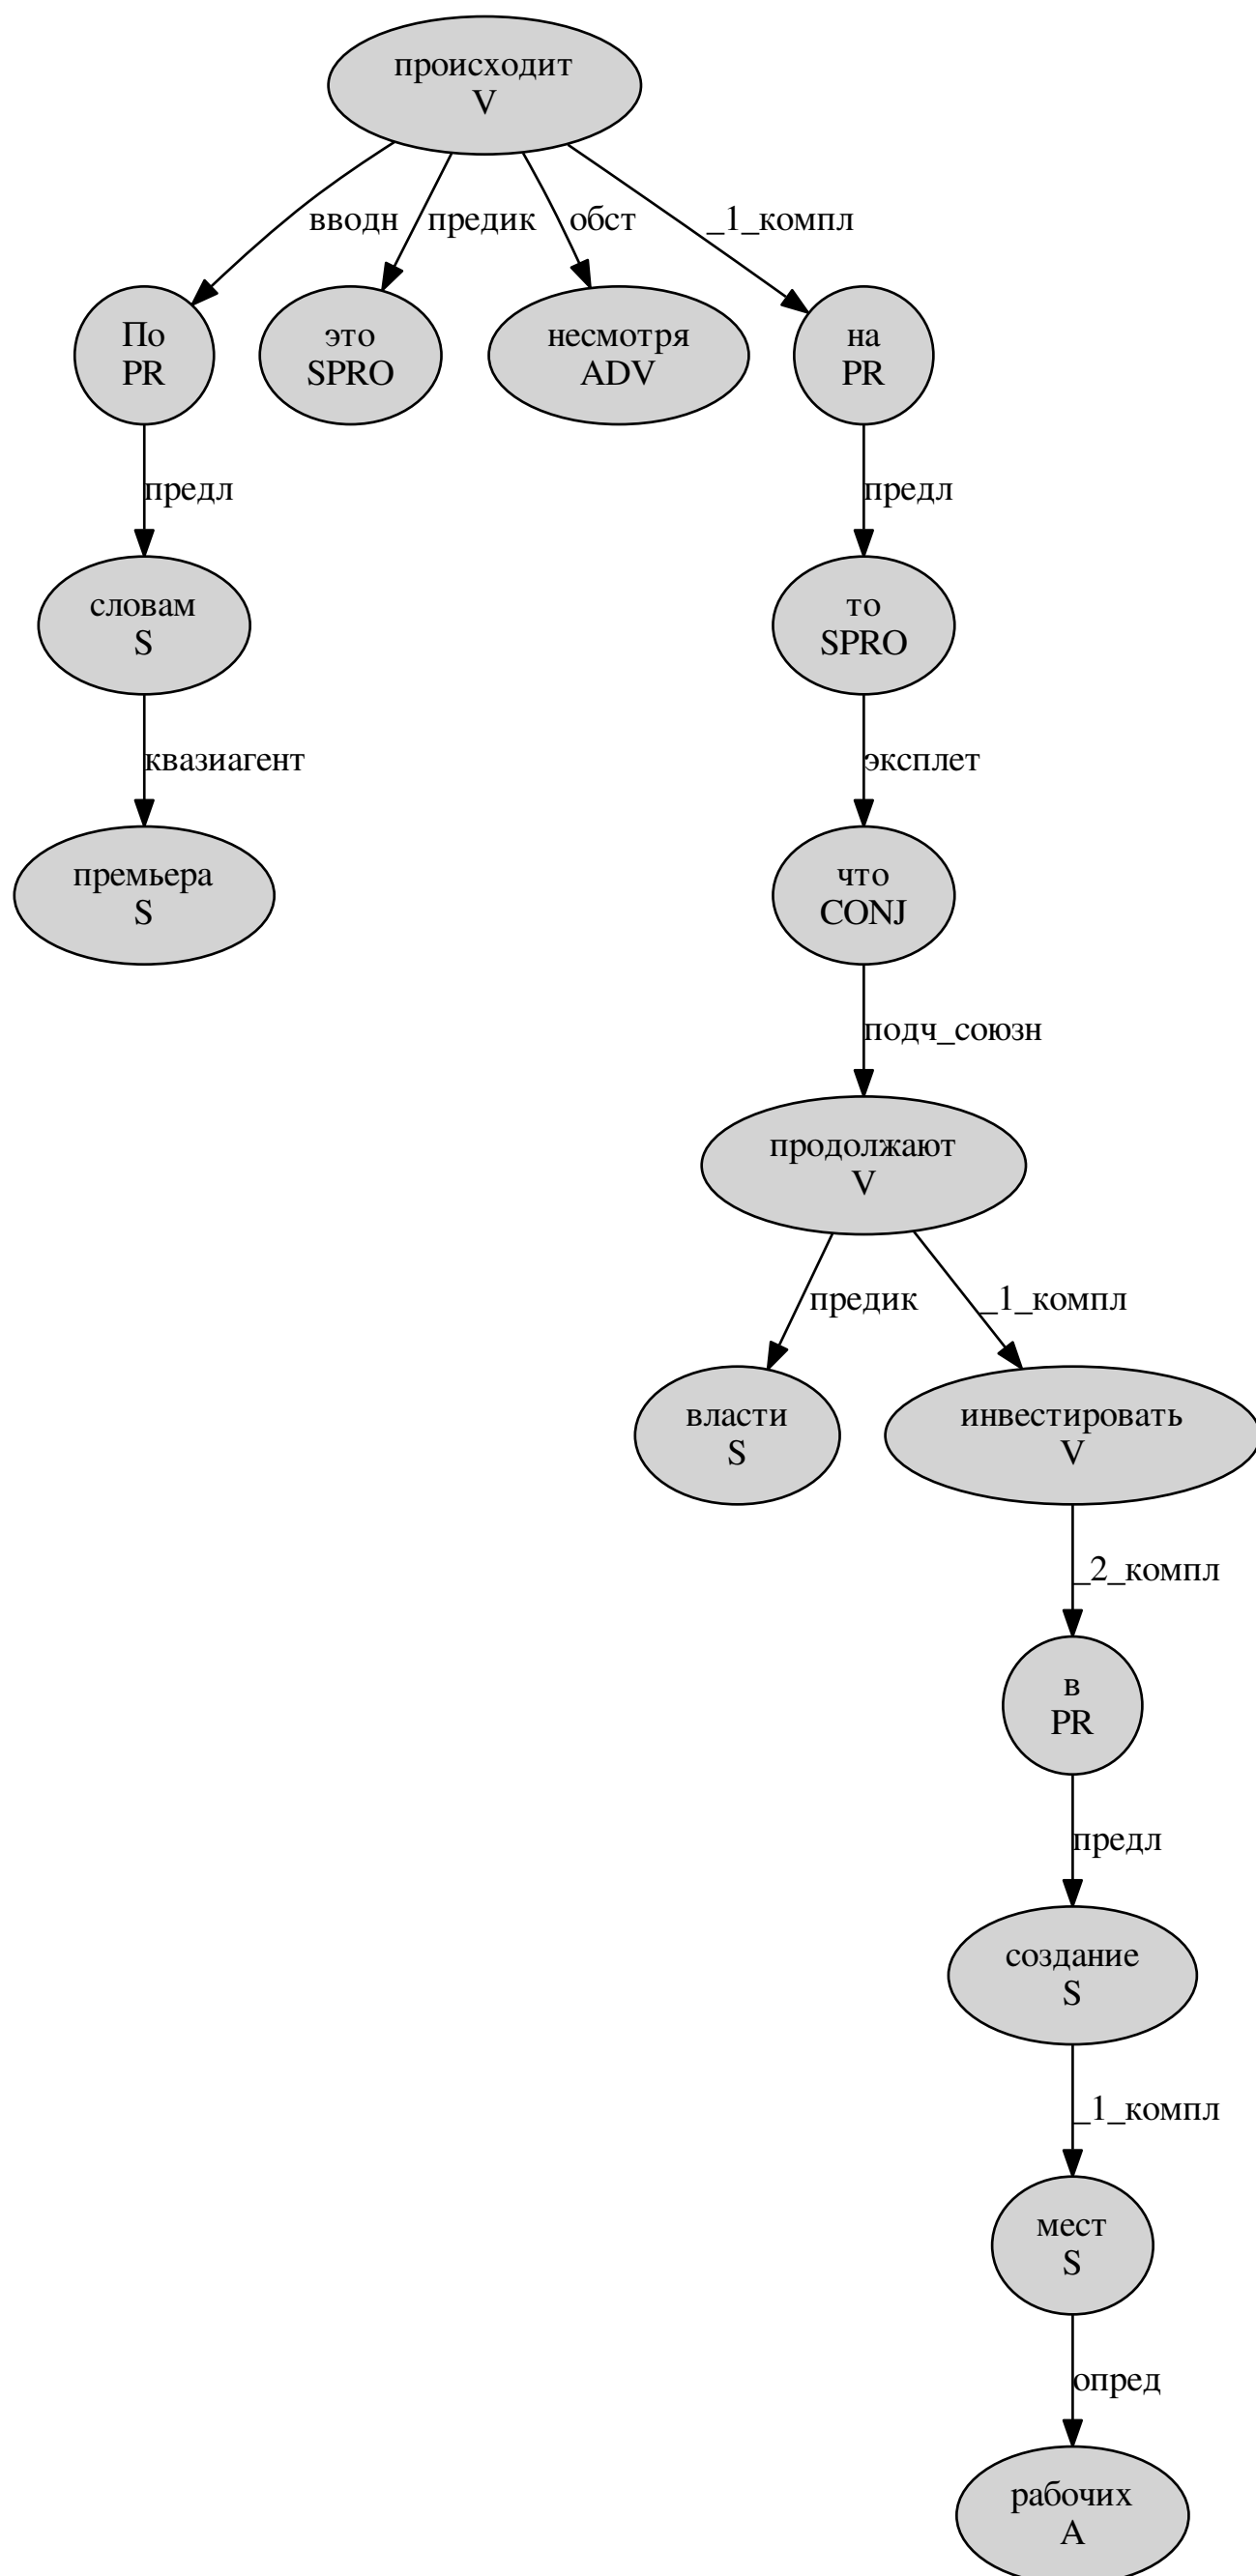 происходит
V
вводн
предик
обст
_1_компл
По
PR
это
SPRO
несмотря
ADV
на
PR
предл
предл
словам
S
то
SPRO
квазиагент
эксплет
премьера
S
что
CONJ
подч_союзн
продолжают
V
предик
_1_компл
власти
S
инвестировать
V
_2_компл
в
PR
предл
создание
S
_1_компл
мест
S
опред
рабочих
A